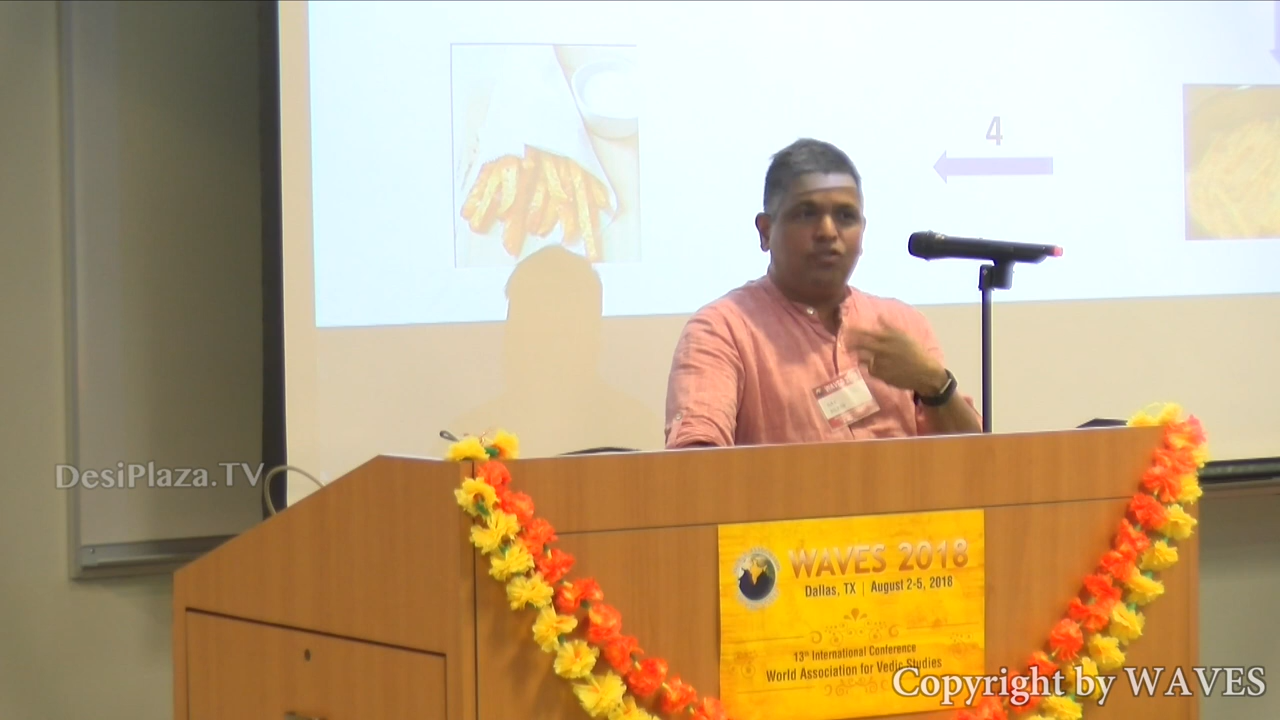 4
WAVES
DesiPlaza.TV
WAVES 2018
Dallas, TX | August 2-5, 2018
13th International Conference
World Association for Vedic Studies
Copyright by WAVES